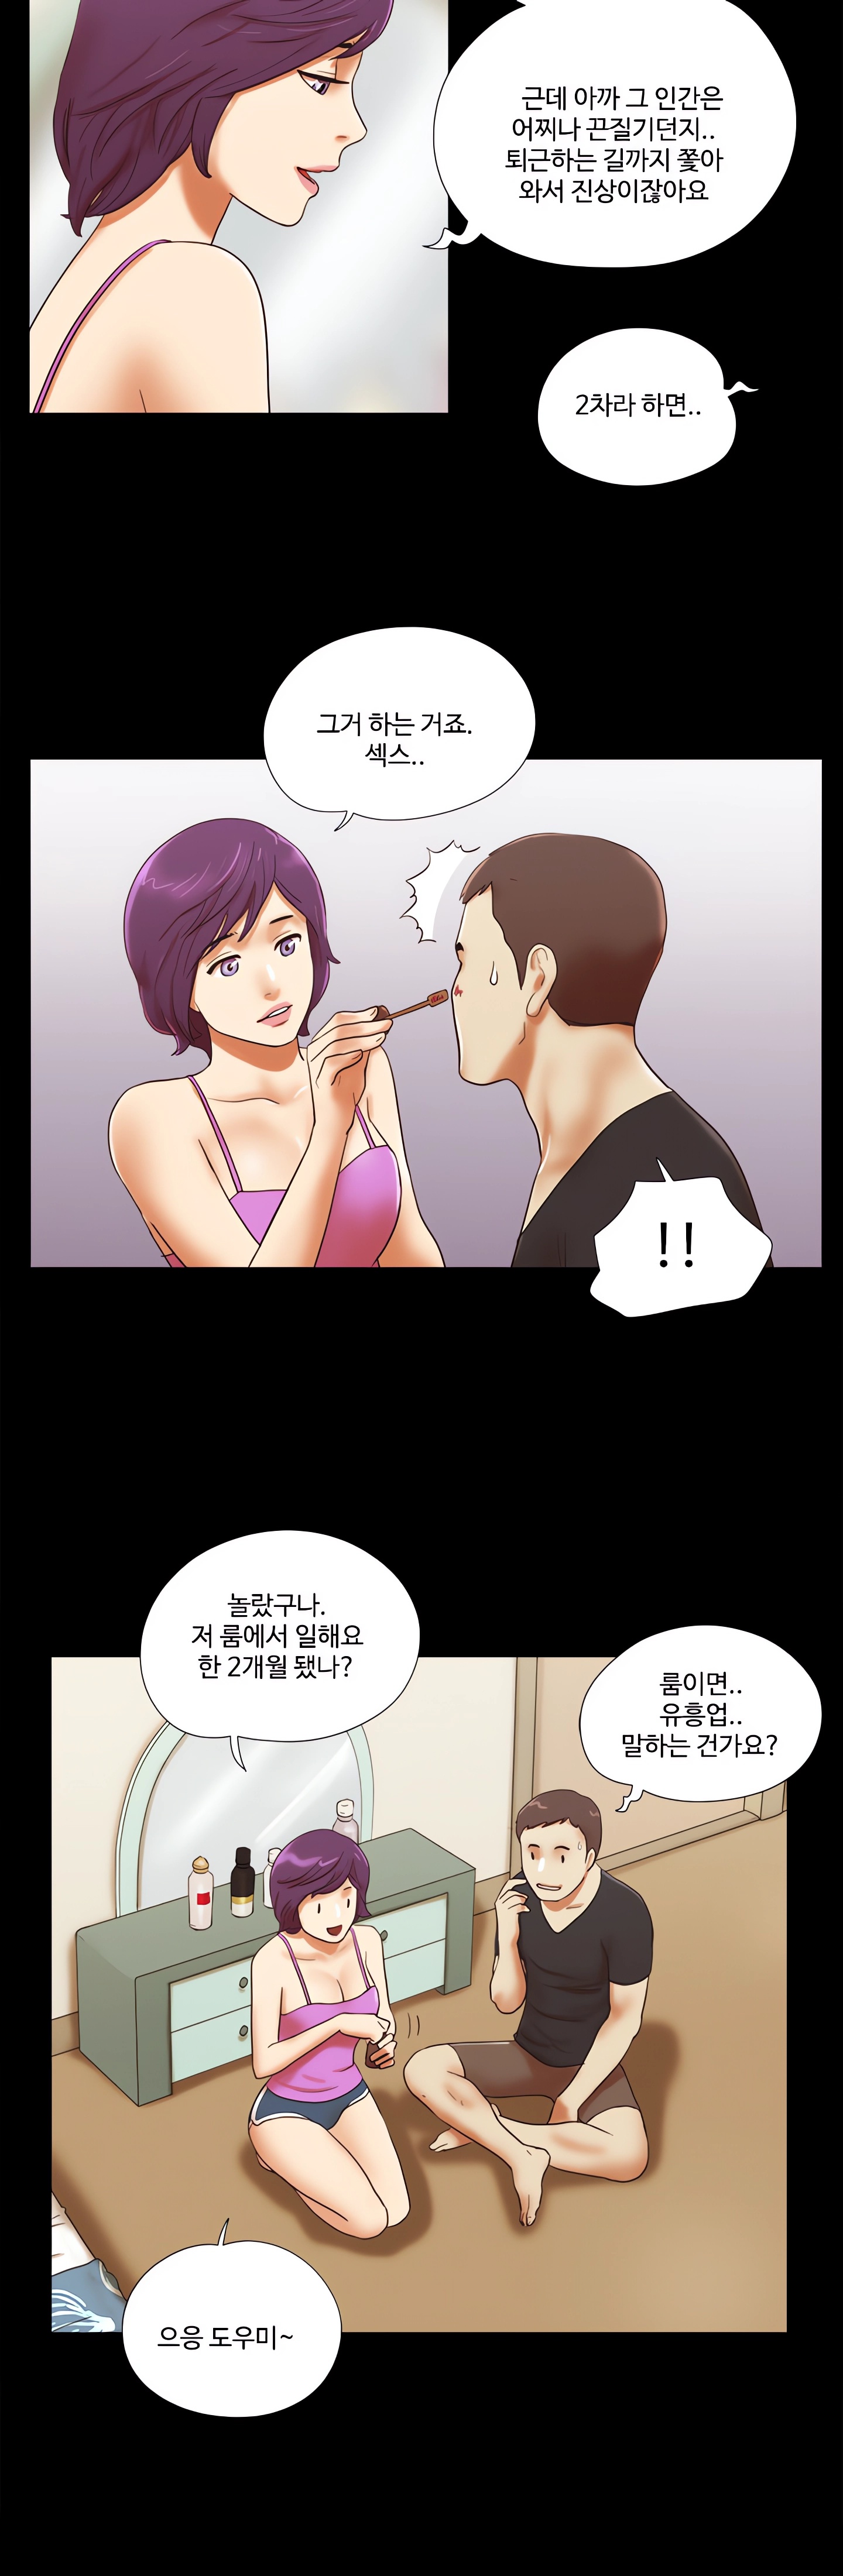 근데 아까 그 인간은
어찌나 끈질기던지..
퇴근하는 길까지 쫓아
와서 진상이잖아요
2차라 하면..
그거 하는 거죠.
섹스..
!!
놀랐구나.
저 룸에서 일해요
한 2개월 됐나?
룸이면..
유흥업..
말하는 건가요?
으응 도우미~